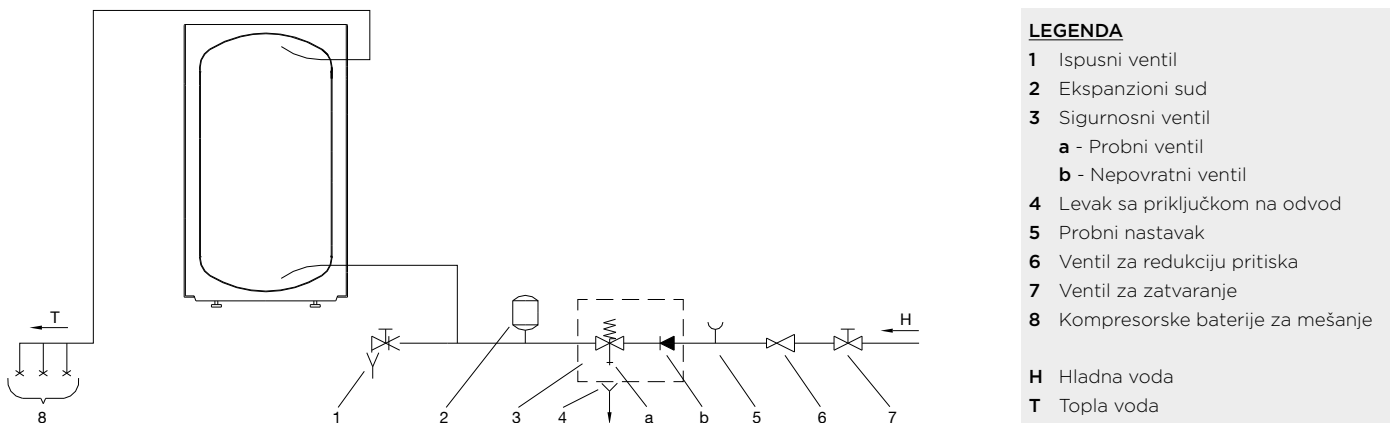 T
8
1
2
3
4
a
b
5
6
7
H
LEGENDA
1 Ispusni ventil
2 Ekspanzioni sud
3 Sigurnosni ventil
a - Probni ventil
b - Nepovratni ventil
4 Levak sa priključkom na odvod
5 Probni nastavak
6 Ventil za redukciju pritiska
7 Ventil za zatvaranje
8 Kompresorske baterije za mešanje
H Hladna voda
T Topla voda